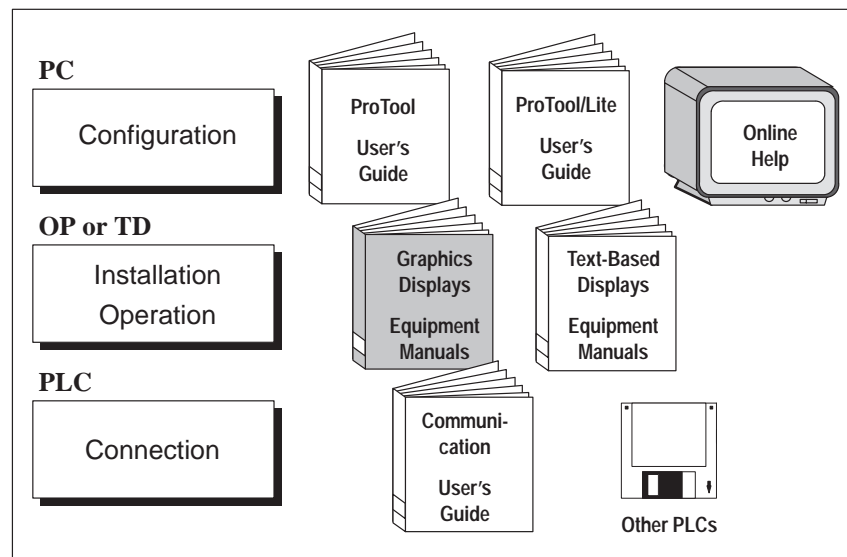 PC
Configuration
ProTool
User's
Guide
ProTool/Lite
User's
Guide
Online
Help
OP or TD
Installation
Operation
Graphics
Displays
Equipment
Manuals
Text-Based
Displays
Equipment
Manuals
PLC
Connection
Communi-
cation
User's
Guide
Other PLCs